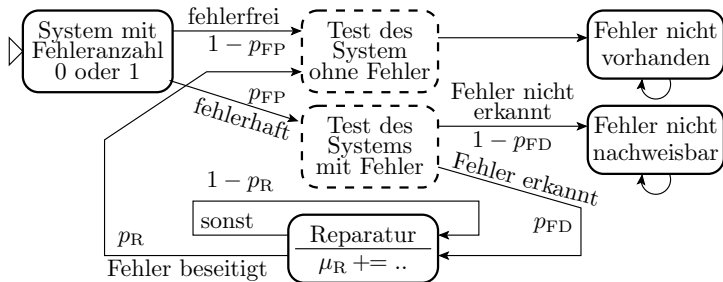 System mit
Fehleranzahl
0 oder 1
fehlerfrei
1 − p_FP
p_FP
fehlerhaft
Test des
System
ohne Fehler
Fehler nicht
vorhanden
Test des
Systems
mit Fehler
Fehler nicht
erkannt
1 − p_FD
Fehler nicht
nachweisbar
Fehler erkannt
p_FD
1 − p_R
sonst
p_R
Fehler beseitigt
Reparatur
μ_R += ..